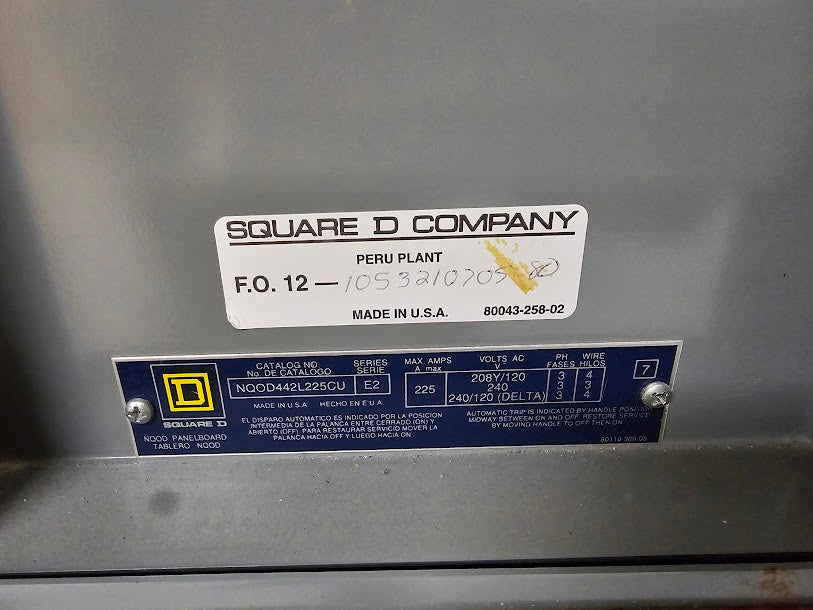 SQUARE D COMPANY
PERU PLANT
F.O. 12 — 1053210705
MADE IN U.S.A. 80043-258-02
CATALOG NO. SERIES MAX AMPS VOLTS AC PH WIRE
No. DE CATALOGO SERIE A max V FASES HILOS 7
NQOD442L225CU E2 225 208Y/120 3 4
240 3 3
240/120 (DELTA) 3 4
MADE IN U.S.A. HECHO EN E.U.A.
D
SQUARE D
NQOD PANELBOARD
TABLERO NQOD
EL DISPARO AUTOMATICO ES INDICADO POR LA POSICION
INTERMEDIA DE LA PALANCA ENTRE CERRADO (ON) Y
ABIERTO (OFF). PARA RESTAURAR SERVICIO MOVER LA
PALANCA HACIA OFF Y LUEGO HACIA ON
AUTOMATIC TRIP IS INDICATED BY HANDLE POSITION
MIDWAY BETWEEN ON AND OFF. RESTORE SERVICE
BY MOVING HANDLE TO OFF THEN ON